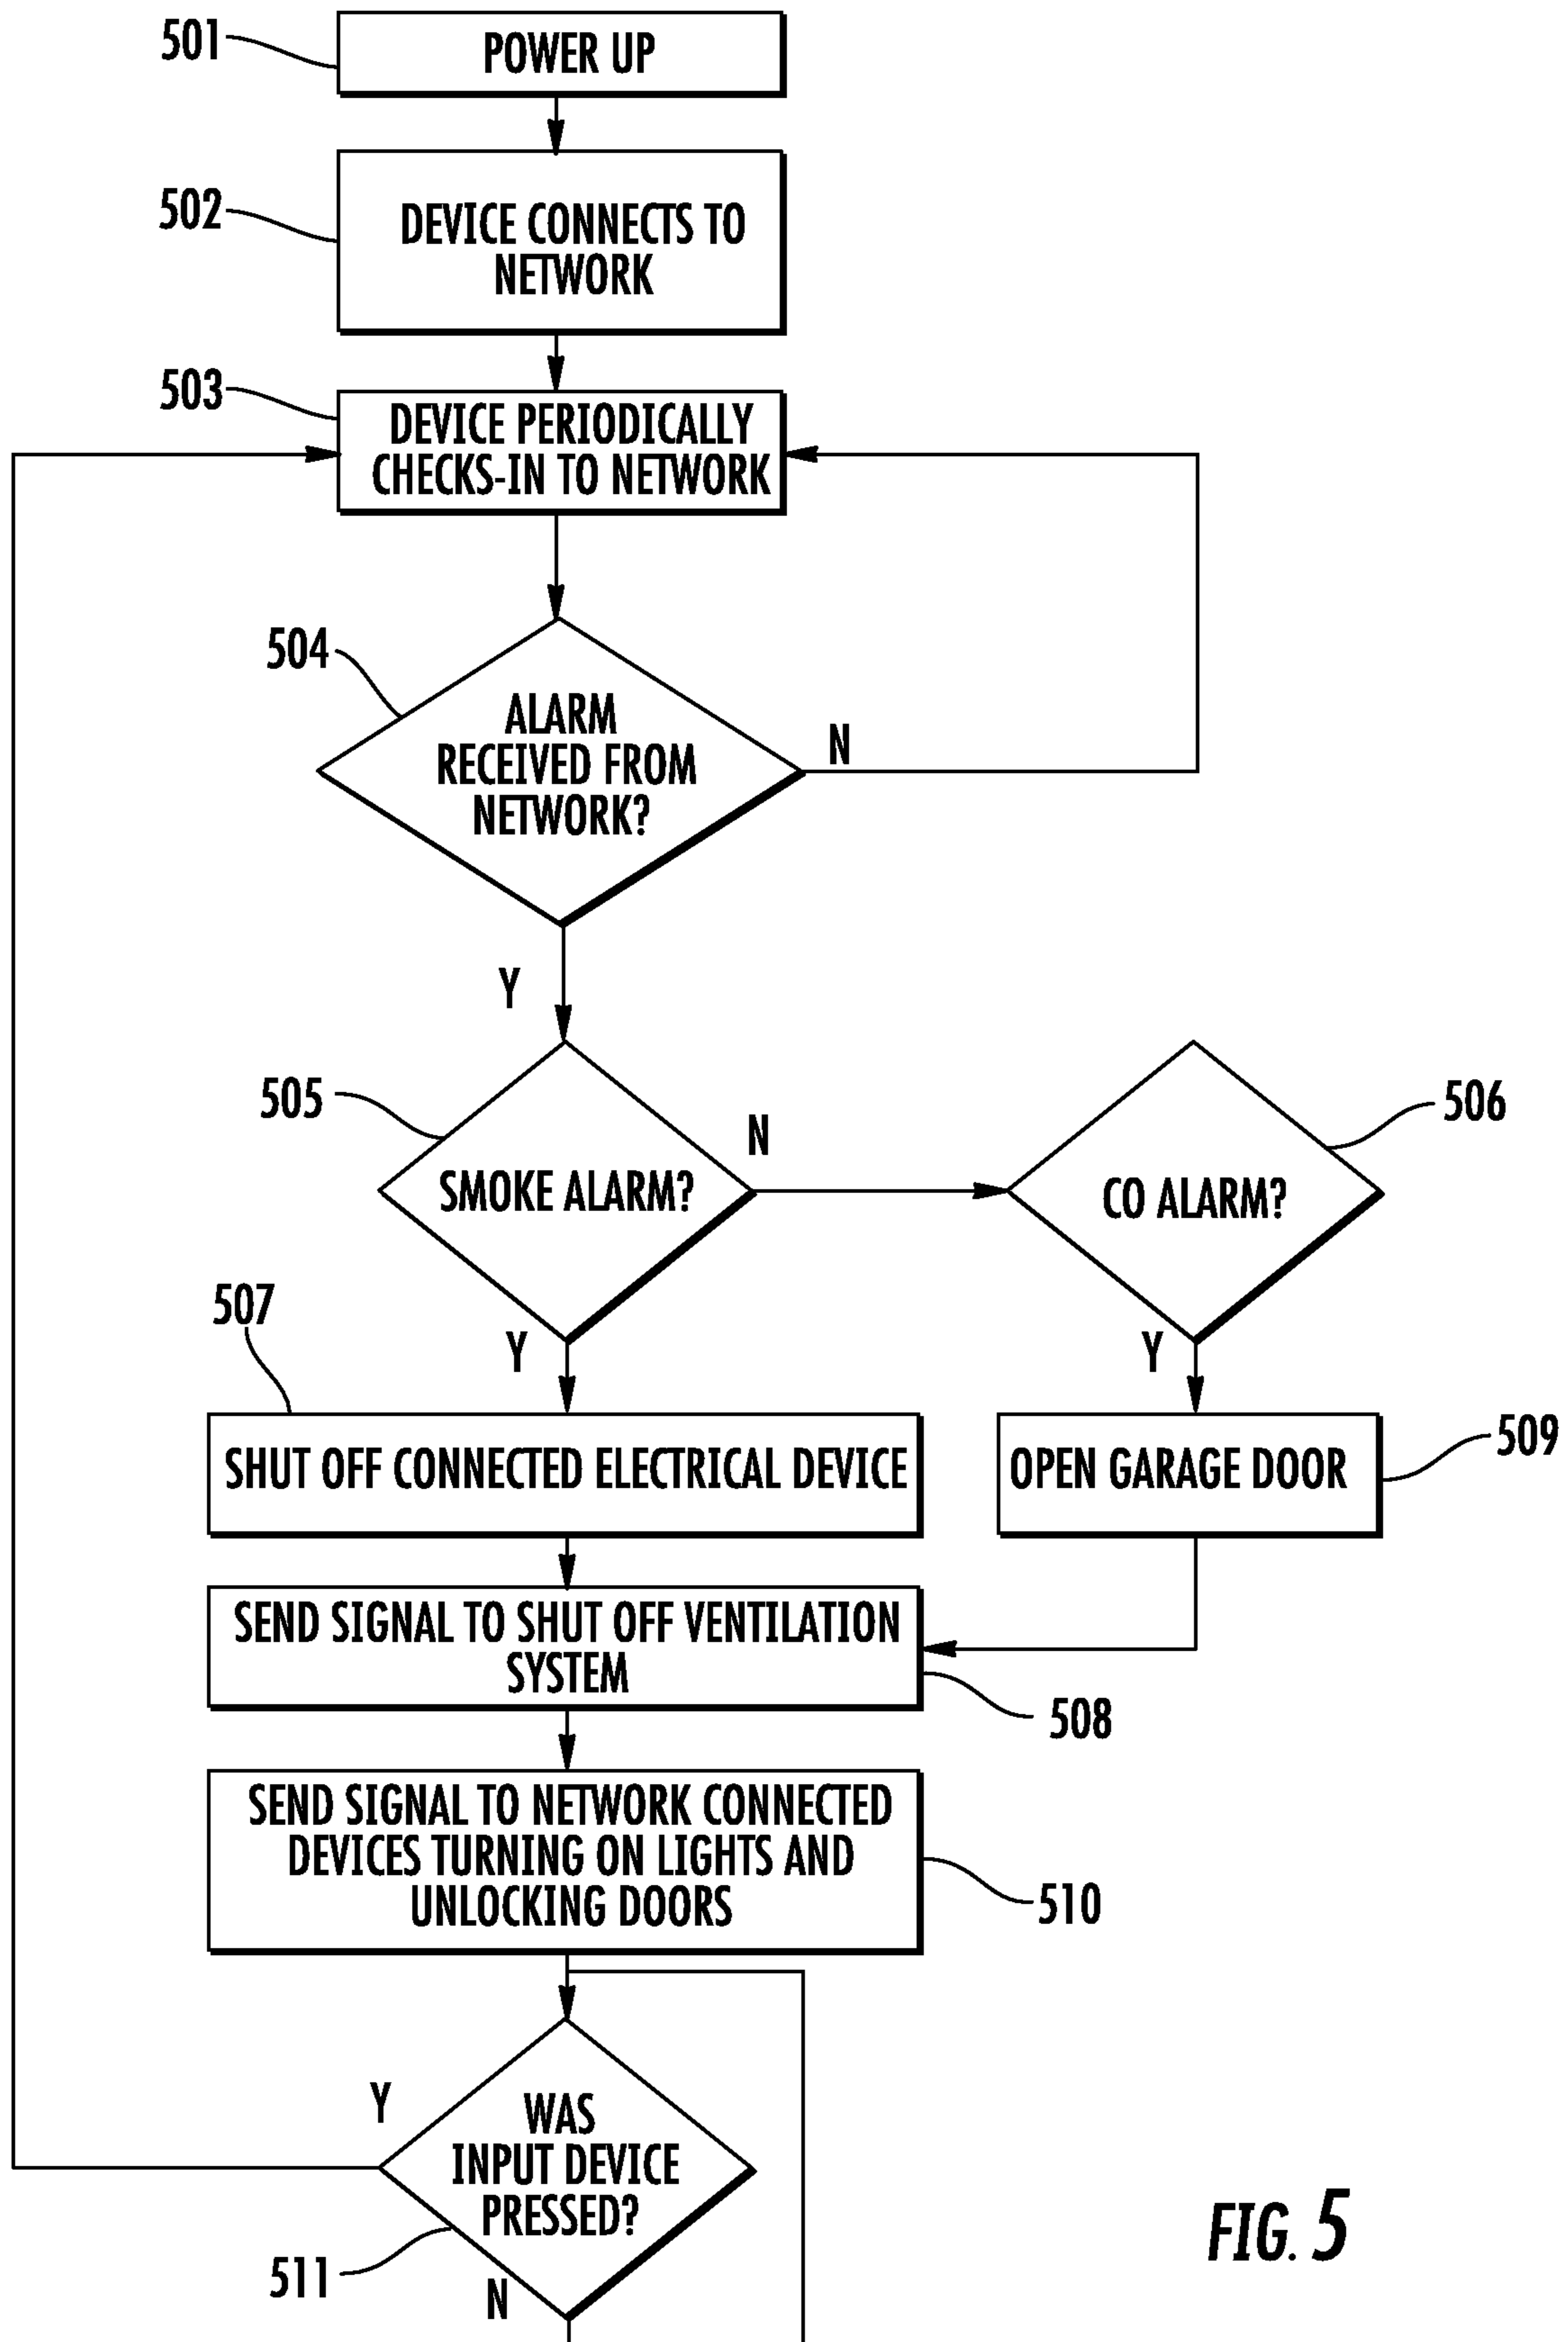 501
POWER UP
502
DEVICE CONNECTS TO
NETWORK
503
DEVICE PERIODICALLY
CHECKS-IN TO NETWORK
504
ALARM
RECEIVED FROM
NETWORK?
N
Y
505
SMOKE ALARM?
N
506
CO ALARM?
507
Y
Y
SHUT OFF CONNECTED ELECTRICAL DEVICE
OPEN GARAGE DOOR
509
SEND SIGNAL TO SHUT OFF VENTILATION
SYSTEM
508
SEND SIGNAL TO NETWORK CONNECTED
DEVICES TURNING ON LIGHTS AND
UNLOCKING DOORS
510
Y
WAS
INPUT DEVICE
PRESSED?
511
N
FIG. 5